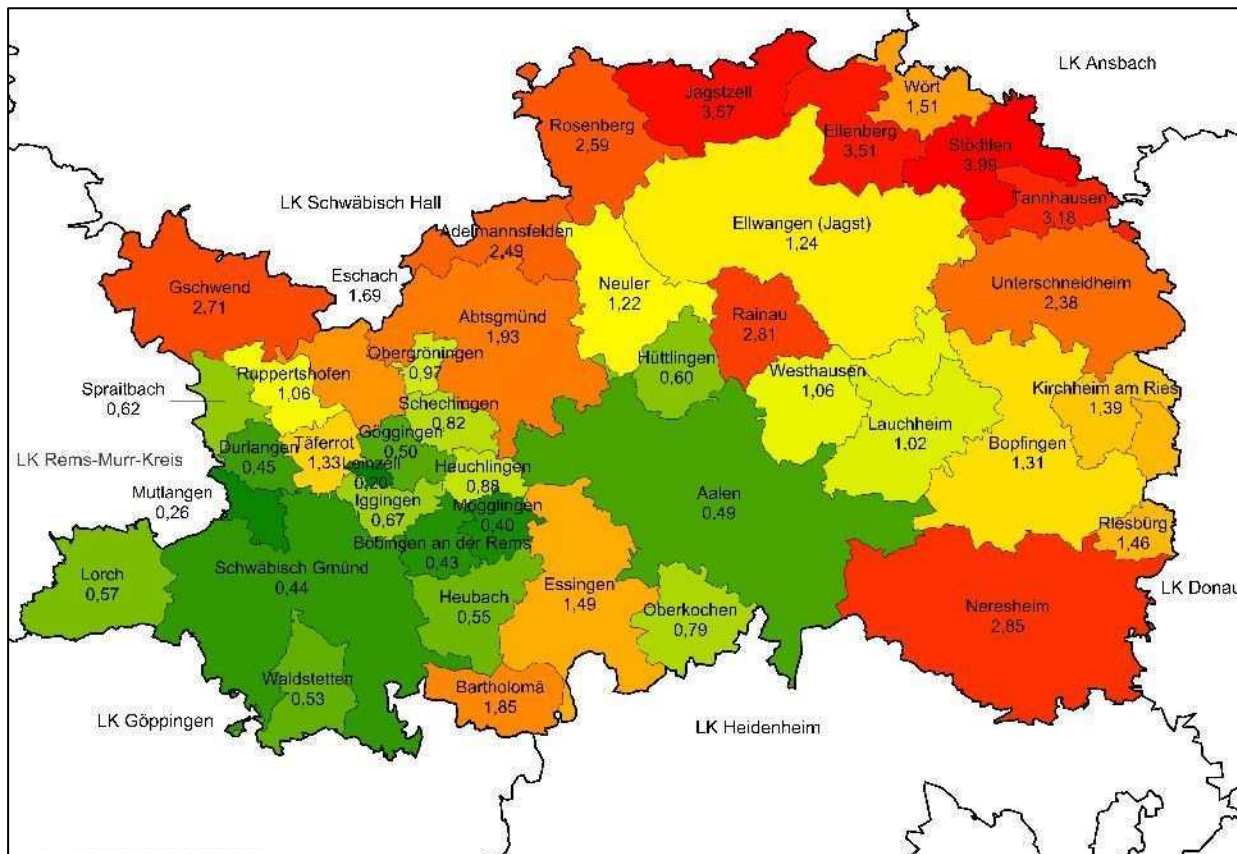 LK Ansbach
Wört
1,51
Jagstzell
3,57
Rosenberg
2,59
Ellenberg
3,51
Stödtlen
3,99
Tannhausen
3,18
LK Schwäbisch Hall
Ellwangen (Jagst)
1,24
Adelmannsfelden
2,49
Eschach
1,69
Gschwend
2,71
Neuler
1,22
Unterschneidheim
2,38
Abtsgmünd
1,93
Rainau
2,81
Obergröningen
0,97
Hüttlingen
0,60
Ruppertshofen
1,06
Westhausen
1,06
Kirchheim am Ries
1,39
Spraitbach
0,62
Schechingen
0,82
Lauchheim
1,02
Bopfingen
1,31
Täferrot
1,33
Göggingen
0,50
Durlangen
0,45
LK Rems-Murr-Kreis
Leinzell
0,20
Heuchlingen
0,88
Mutlangen
0,26
Iggingen
0,67
Aalen
0,49
Mögglingen
0,40
Riesbürg
1,46
Böbingen an der Rems
0,43
Lorch
0,57
Schwäbisch Gmünd
0,44
Essingen
1,49
Heubach
0,55
Oberkochen
0,79
LK Donau
Neresheim
2,85
Waldstetten
0,53
Bartholomä
1,85
LK Göppingen
LK Heidenheim